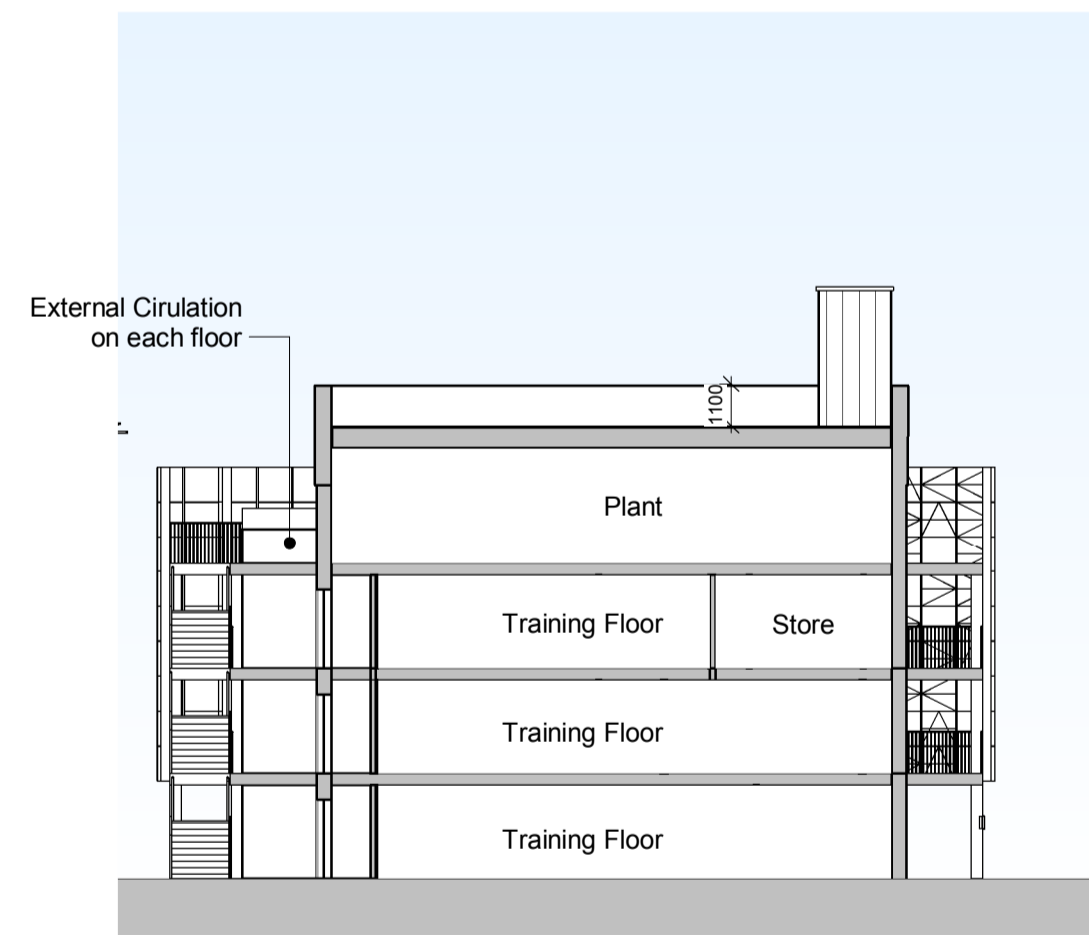 External Cirulation
on each floor
1100
Plant
Training Floor
Store
Training Floor
Training Floor